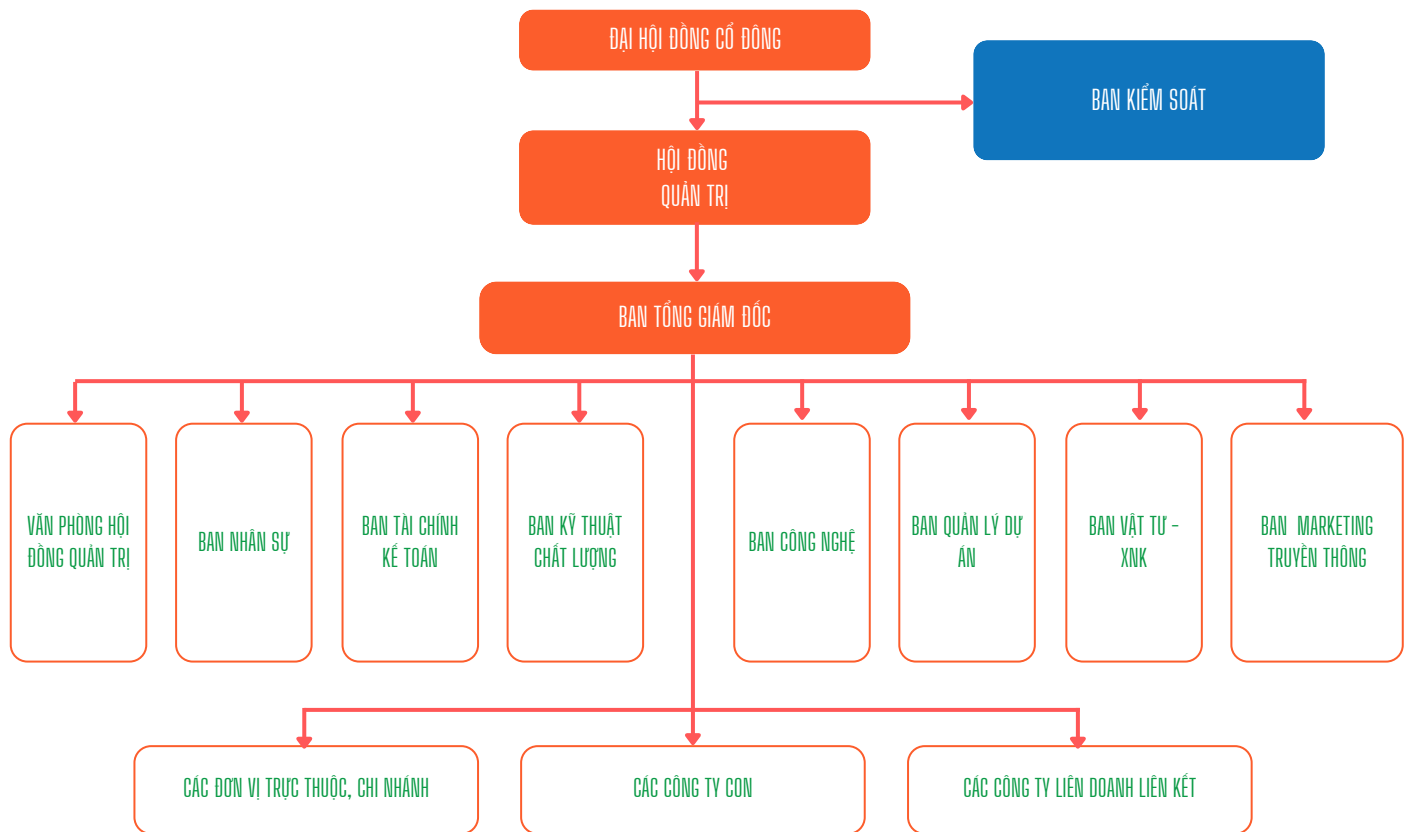 ĐẠI HỘI ĐỒNG CỔ ĐÔNG
BAN KIỂM SOÁT
HỘI ĐỒNG
QUẢN TRỊ
BAN TỔNG GIÁM ĐỐC
VĂN PHÒNG HỘI
ĐỒNG QUẢN TRỊ
BAN NHÂN SỰ
BAN TÀI CHÍNH
KẾ TOÁN
BAN KỸ THUẬT
CHẤT LƯỢNG
BAN CÔNG NGHỆ
BAN QUẢN LÝ DỰ
ÁN
BAN VẬT TƯ -
XNK
BAN MARKETING
TRUYỀN THÔNG
CÁC ĐƠN VỊ TRỰC THUỘC, CHI NHÁNH
CÁC CÔNG TY CON
CÁC CÔNG TY LIÊN DOANH LIÊN KẾT